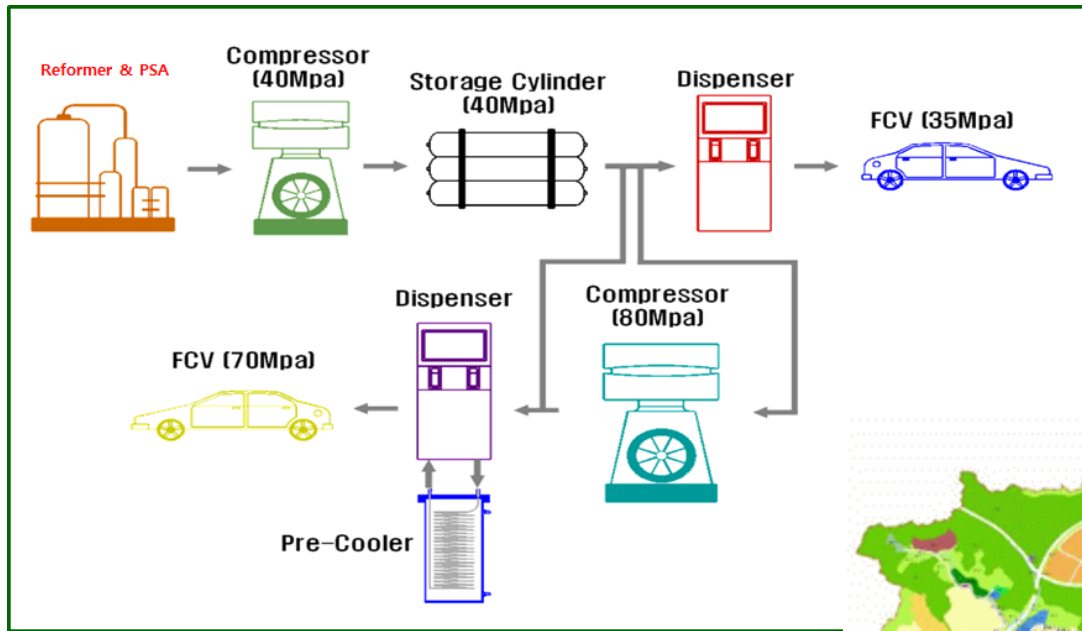 Reformer & PSA
Compressor
(40Mpa)
Storage Cylinder
(40Mpa)
Dispenser
FCV (35Mpa)
Dispenser
Compressor
(80Mpa)
FCV (70Mpa)
Pre-Cooler